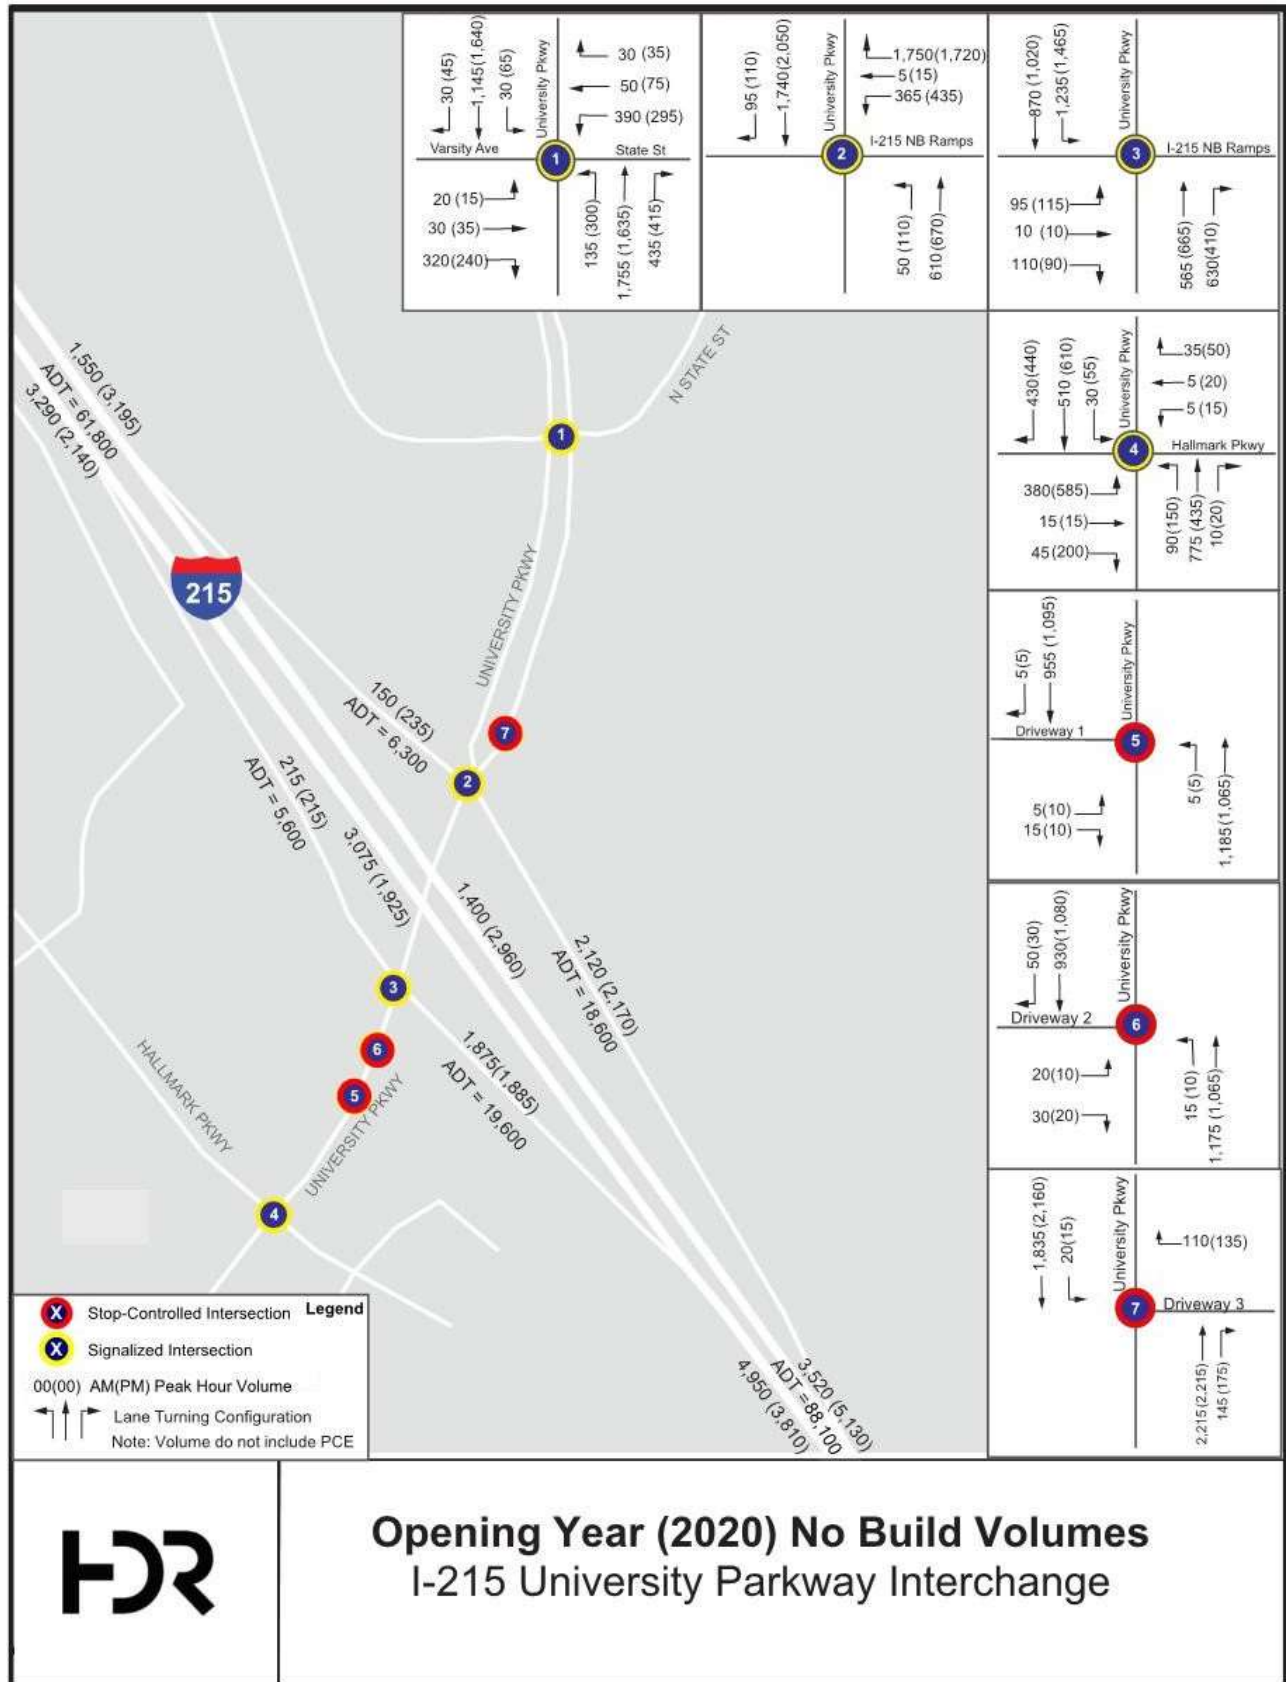 30 (45)
1,145(1,640)
30 (65)
University Pkwy
30 (35)
50 (75)
390 (295)
Varsity Ave
1
State St
20 (15)
30 (35)
320(240)
135 (300)
1,755 (1,635)
435 (415)
95 (110)
1,740(2,050)
University Pkwy
1,750(1,720)
5(15)
365 (435)
2
I-215 NB Ramps
50 (110)
610(670)
870 (1,020)
1,235(1,465)
University Pkwy
3
I-215 NB Ramps
95 (115)
10 (10)
110(90)
565 (665)
630(410)
430(440)
510 (610)
30 (55)
University Pkwy
35(50)
5 (20)
5 (15)
4
Hallmark Pkwy
380(585)
15(15)
45(200)
90(150)
775 (435)
10(20)
5(5)
955 (1,095)
University Pkwy
Driveway 1
5
5(10)
15(10)
5(5)
1,185(1,065)
50(30)
930(1,080)
University Pkwy
Driveway 2
6
20(10)
30(20)
15 (10)
1,175 (1,065)
1,835(2,160)
20(15)
University Pkwy
110(135)
7
Driveway 3
2,215(2,215)
145 (175)
1,550 (3,195)
ADT = 61,800
3,290 (2,140)
N STATE ST
1
215
UNIVERSITY PKWY
150 (235)
ADT = 6,300
7
2
215 (215)
ADT = 5,600
3,075 (1,925)
1,400 (2,960)
2,120 (2,170)
ADT = 18,600
3
6
5
1,875(1,885)
ADT = 19,600
HALLMARK PKWY
UNIVERSITY PKWY
4
3,520 (5,130)
ADT = 88,100
4,950 (3,810)
Legend
X Stop-Controlled Intersection
X Signalized Intersection
00(00) AM(PM) Peak Hour Volume
Lane Turning Configuration
Note: Volume do not include PCE
HDR
Opening Year (2020) No Build Volumes
I-215 University Parkway Interchange